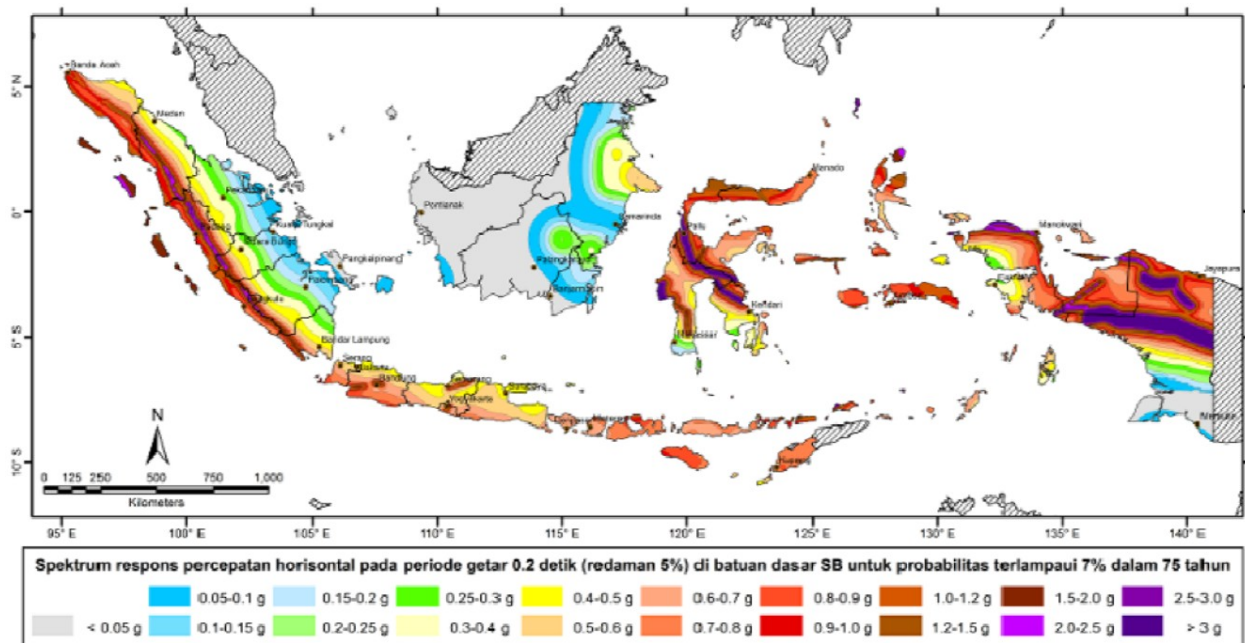 Banda Aceh
5° N
Medan
Manado
0°
Pontianak
Samarinda
Manokwari
Kuala Tungkal
Palu
Padang
Muara Bungo
Pangkalpinang
Jayapura
Palembang
Bengkulu
Kendari
5° S
Bandar Lampung
Serang
Bandung
Semarang
Yogyakarta
Merauke
10° S
Kupang
N
0 125 250 500 750 1,000
Kilometers
95° E 100° E 105° E 110° E 115° E 120° E 125° E 130° E 135° E 140° E
Spektrum respons percepatan horisontal pada periode getar 0.2 detik (redaman 5%) di batuan dasar SB untuk probabilitas terlampaui 7% dalam 75 tahun
0.05-0.1 g 0.15-0.2 g 0.25-0.3 g 0.4-0.5 g 0.6-0.7 g 0.8-0.9 g 1.0-1.2 g 1.5-2.0 g 2.5-3.0 g
< 0.05 g 0.1-0.15 g 0.2-0.25 g 0.3-0.4 g 0.5-0.6 g 0.7-0.8 g 0.9-1.0 g 1.2-1.5 g 2.0-2.5 g > 3 g